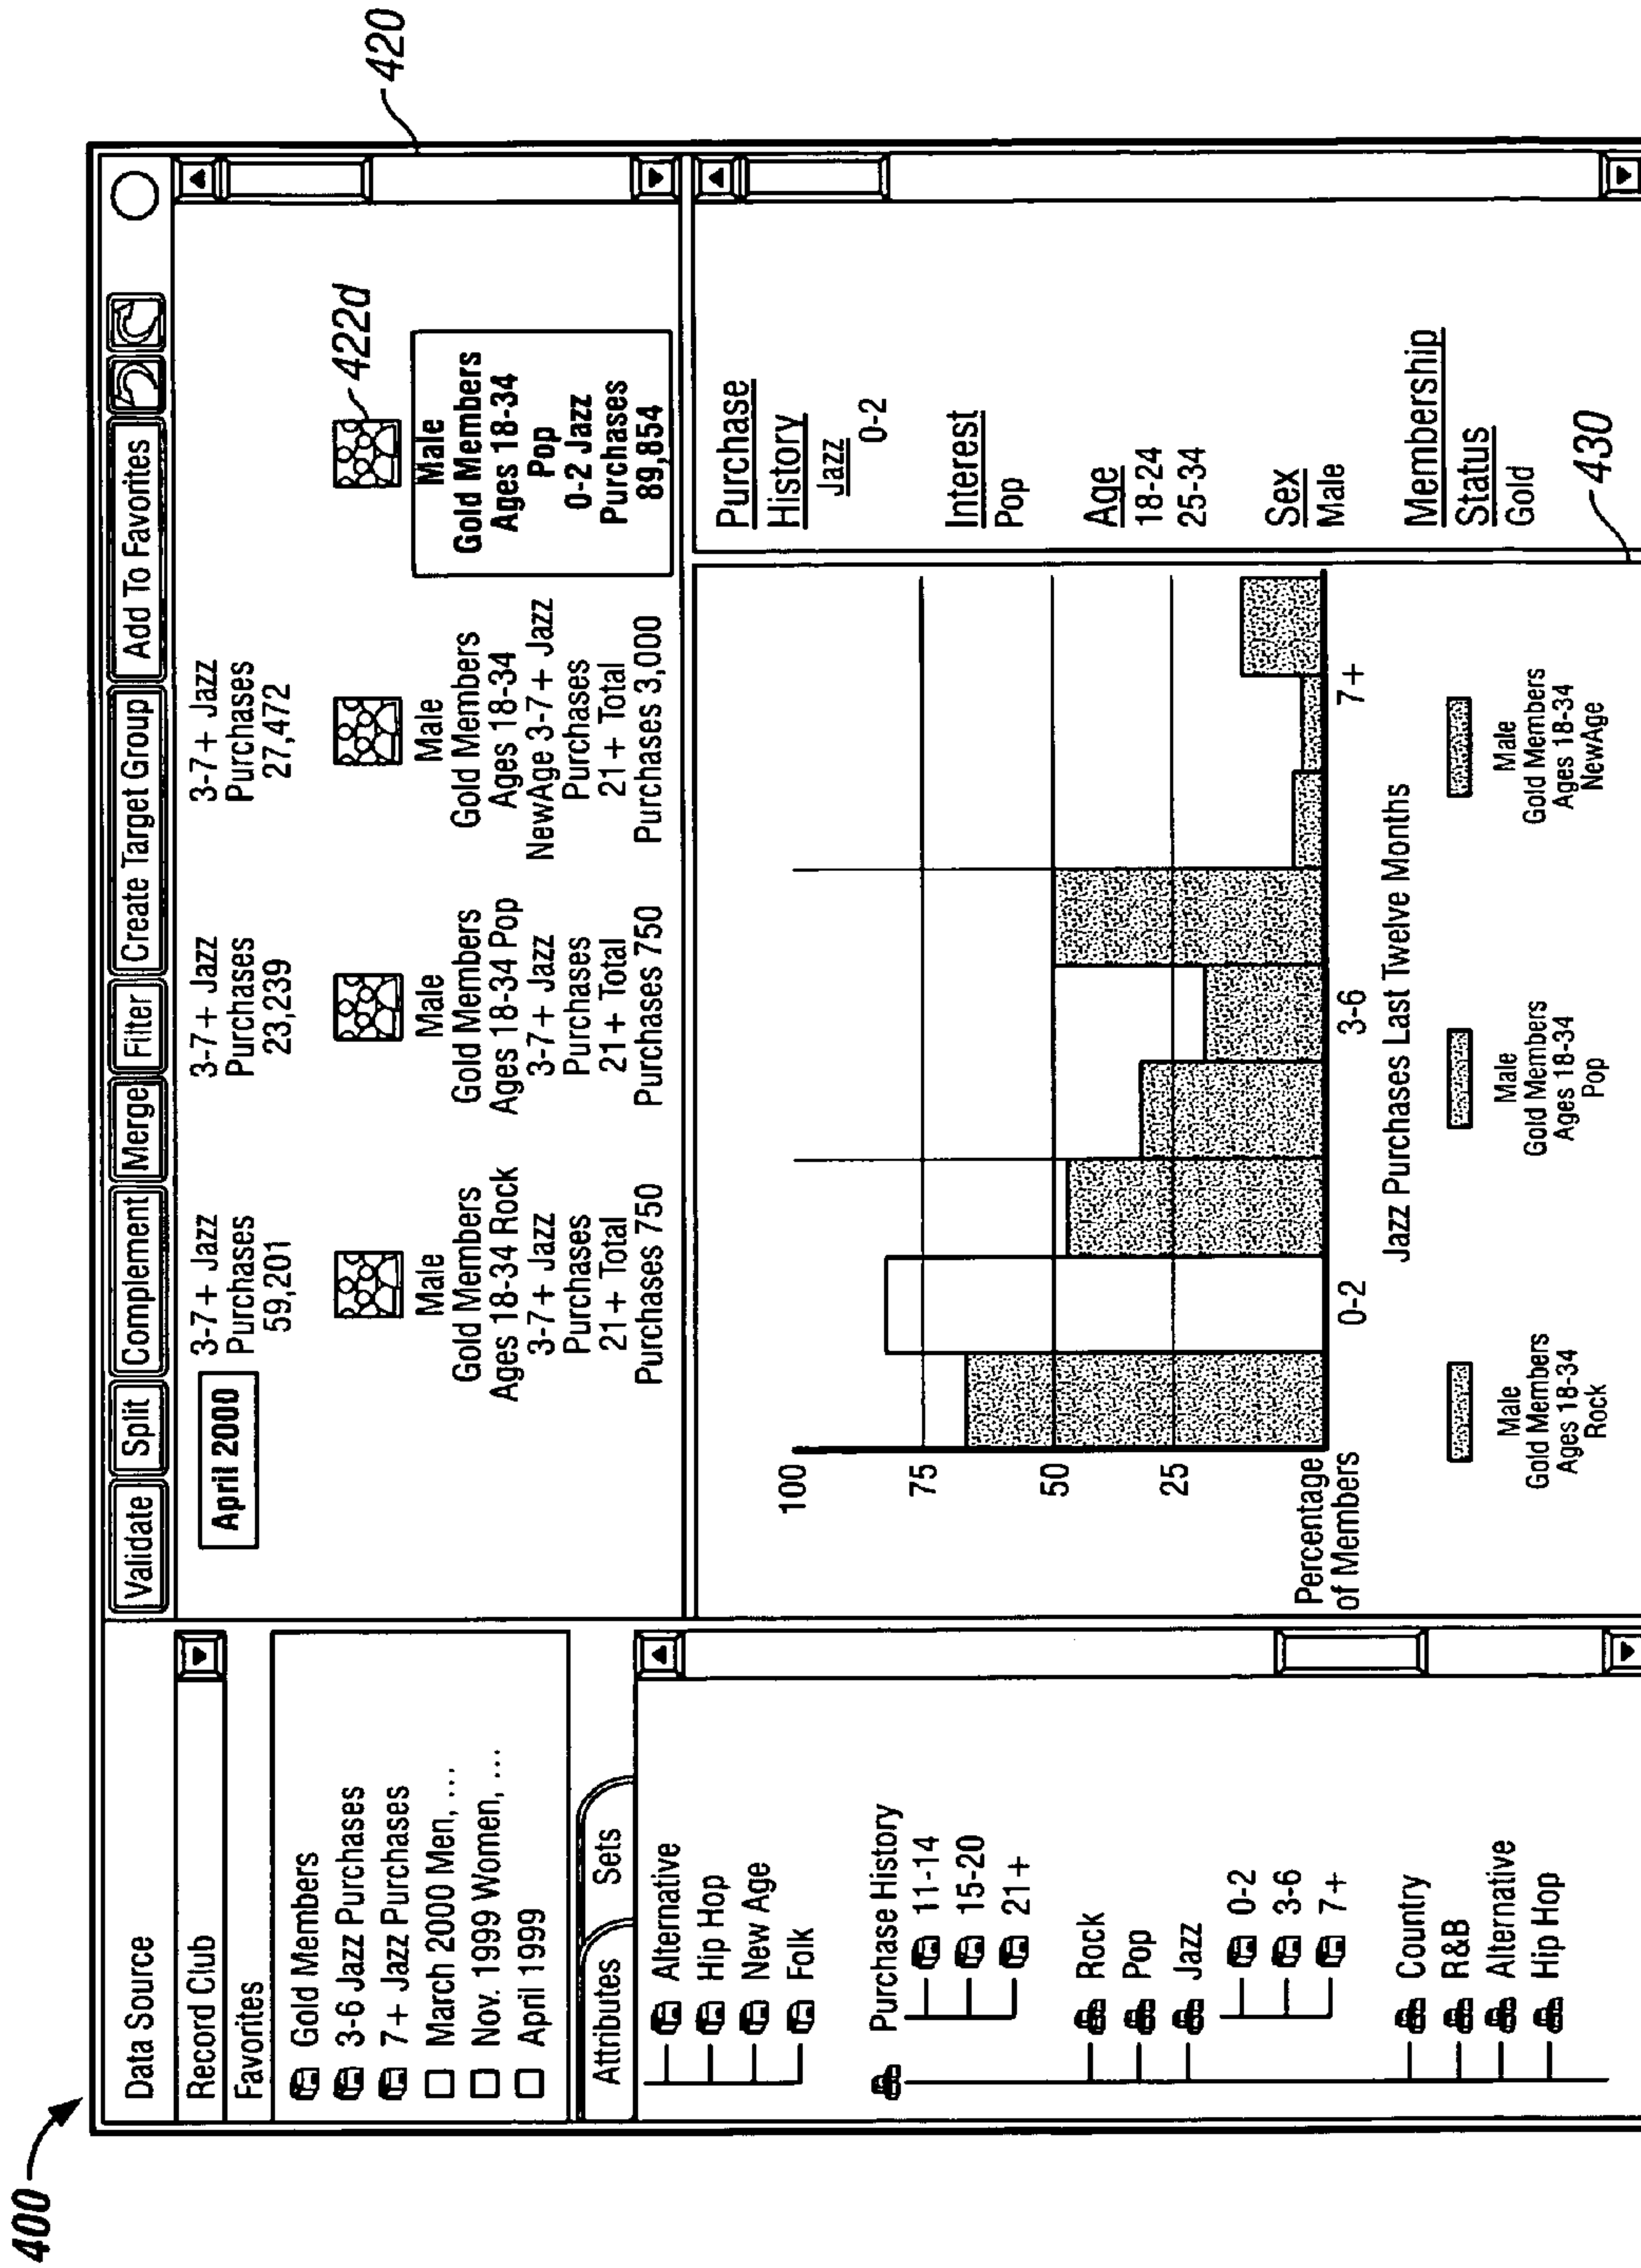 400
Data Source
Record Club
Favorites
Gold Members
3-6 Jazz Purchases
7+ Jazz Purchases
March 2000 Men, ...
Nov. 1999 Women, ...
April 1999
Attributes Sets
Alternative
Hip Hop
New Age
Folk
Purchase History
11-14
15-20
21+
Rock
Pop
Jazz
0-2
3-6
7+
Country
R&B
Alternative
Hip Hop
Validate Split Complement Merge Filter Create Target Group Add To Favorites
April 2000
3-7+ Jazz
Purchases
59,201
3-7+ Jazz
Purchases
23,239
3-7+ Jazz
Purchases
27,472
420
Male
Gold Members
Ages 18-34 Rock
3-7+ Jazz
Purchases
21+ Total
Purchases 750
Male
Gold Members
Ages 18-34 Pop
3-7+ Jazz
Purchases
21+ Total
Purchases 750
Male
Gold Members
Ages 18-34
NewAge 3-7+ Jazz
Purchases
21+ Total
Purchases 3,000
422d
Male
Gold Members
Ages 18-34
Pop
0-2 Jazz
Purchases
89,854
100
75
50
25
Percentage
of Members
0-2
3-6
7+
Jazz Purchases Last Twelve Months
Male
Gold Members
Ages 18-34
Rock
Male
Gold Members
Ages 18-34
Pop
Male
Gold Members
Ages 18-34
NewAge
Purchase
History
Jazz
0-2
Interest
Pop
Age
18-24
25-34
Sex
Male
Membership
Status
Gold
430